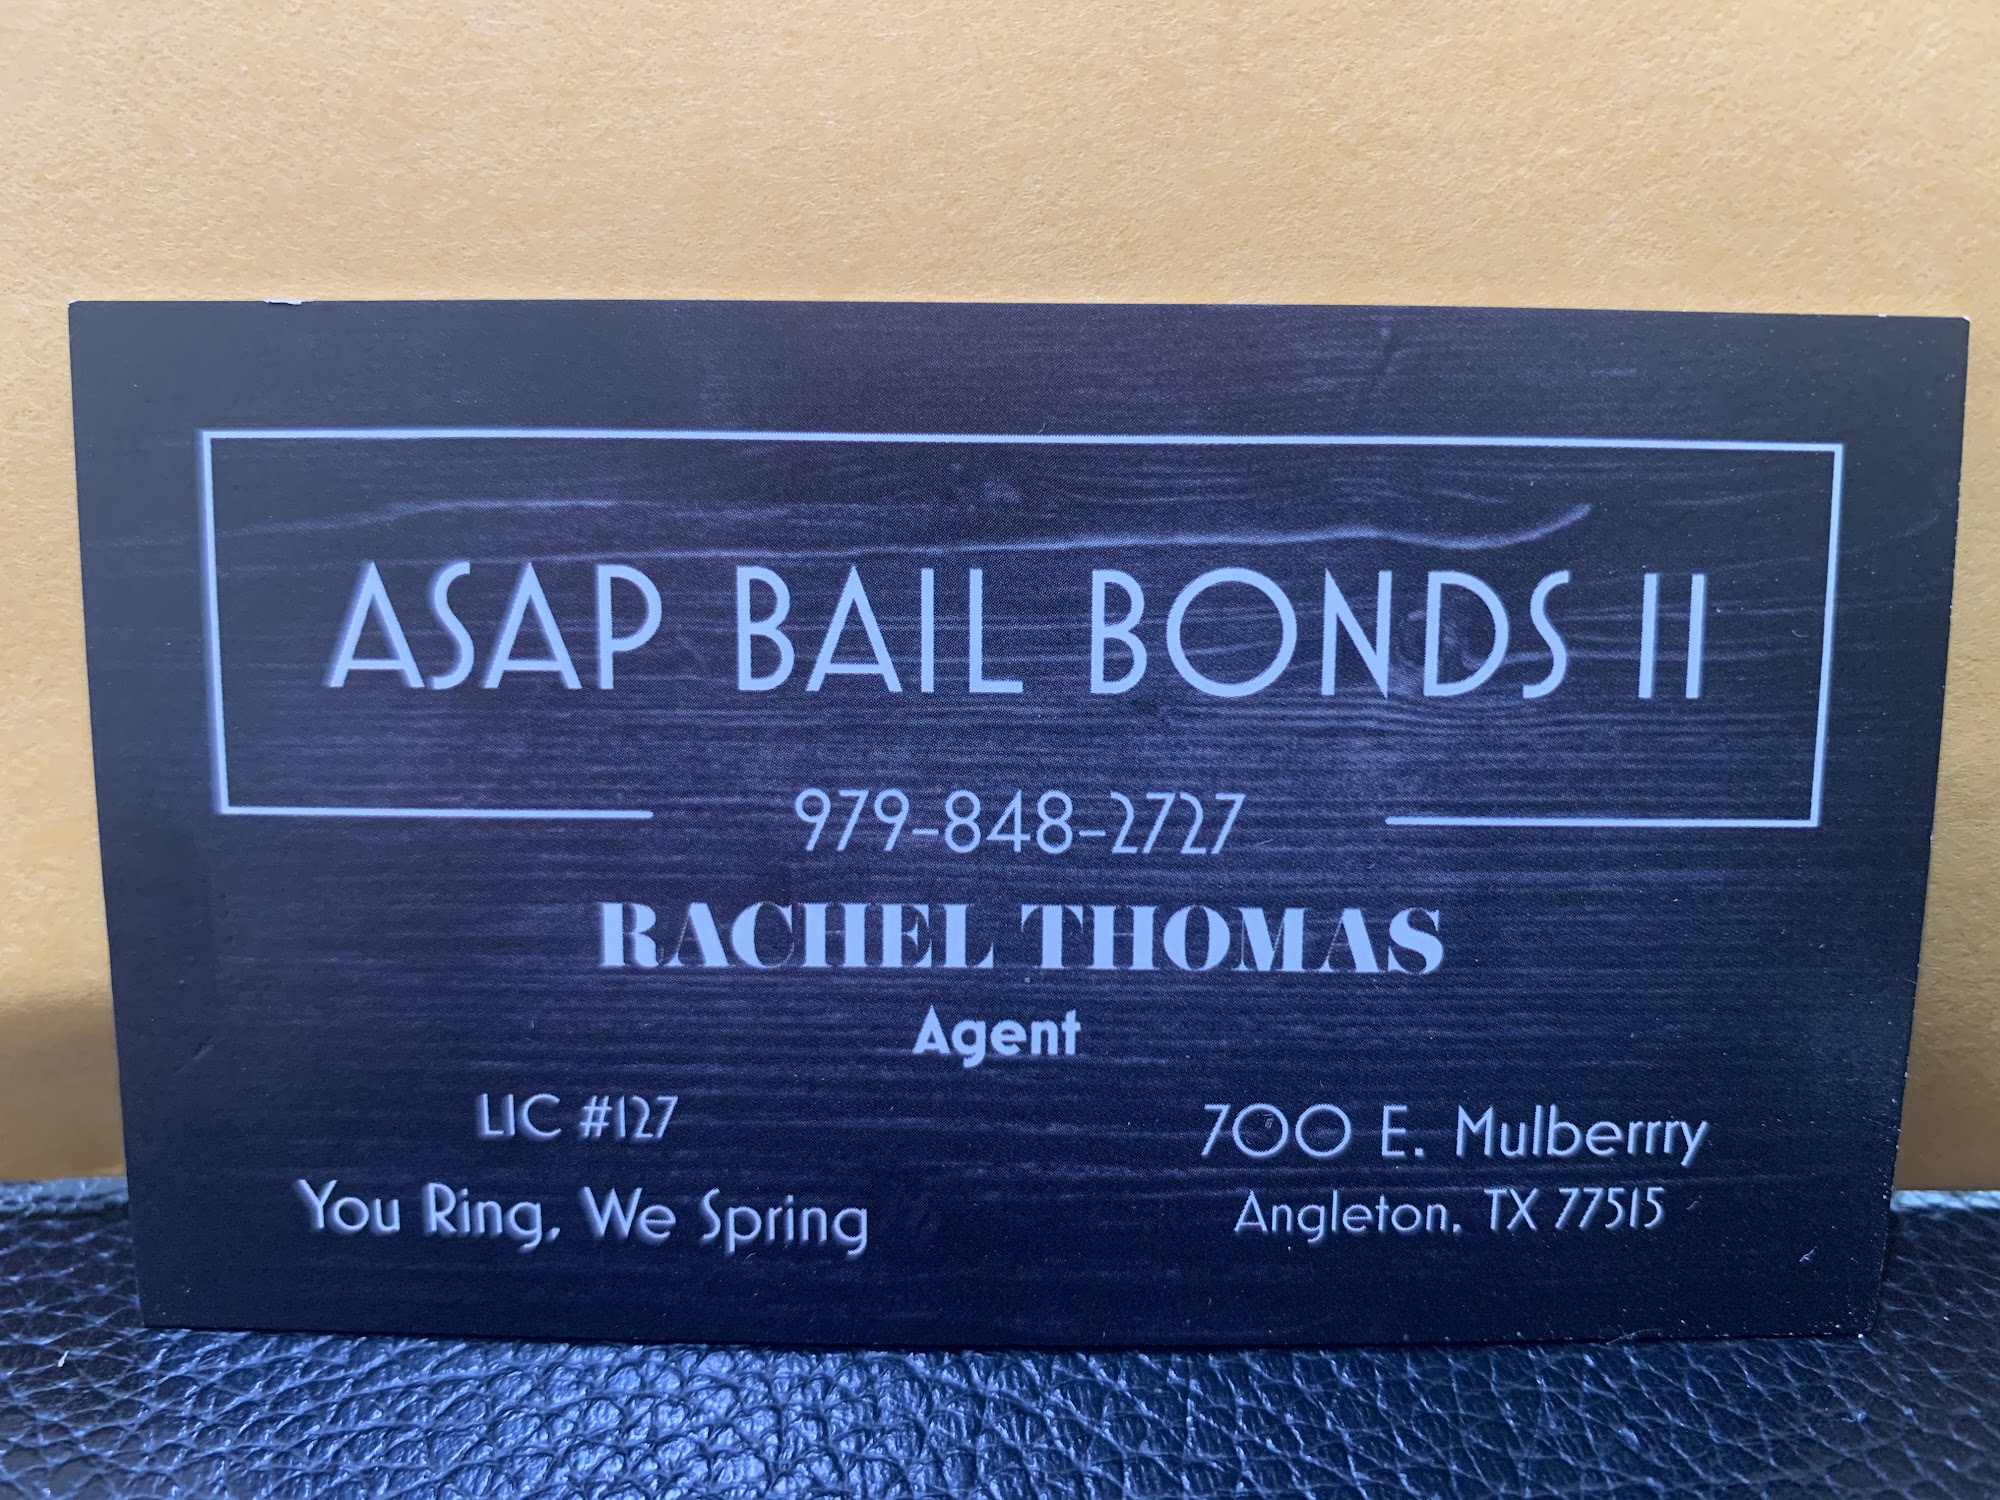 ASAP BAIL BONDS II
979-848-2727
RACHEL THOMAS
Agent
LIC #127
You Ring, We Spring
700 E. Mulberrry
Angleton, TX 77515